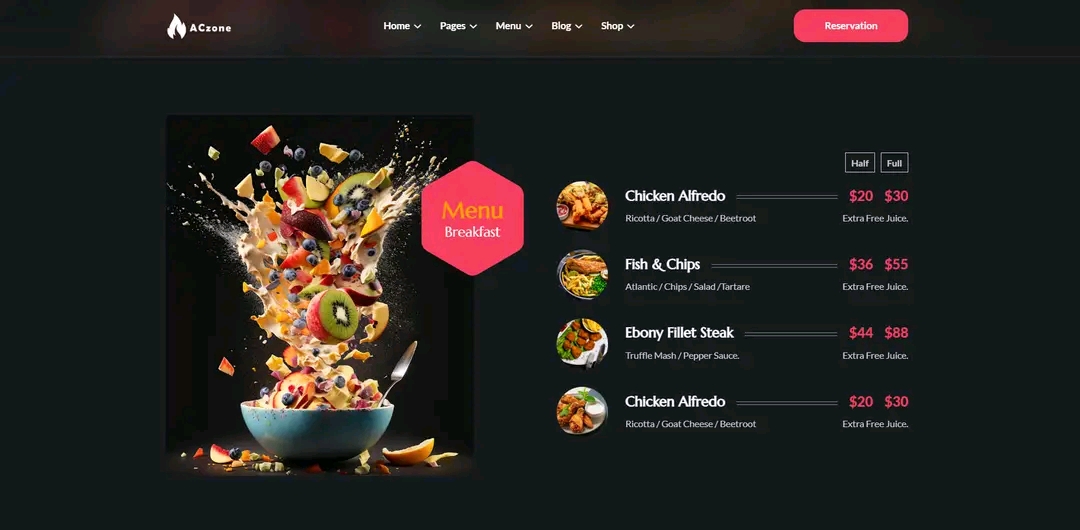 ACzone
Home Pages Menu Blog Shop
Reservation
Menu
Breakfast
Half Full
Chicken Alfredo $20 $30
Ricotta / Goat Cheese / Beetroot Extra Free Juice.
Fish & Chips $36 $55
Atlantic / Chips / Salad /Tartare Extra Free Juice.
Ebony Fillet Steak $44 $88
Truffle Mash / Pepper Sauce. Extra Free Juice.
Chicken Alfredo $20 $30
Ricotta / Goat Cheese / Beetroot Extra Free Juice.